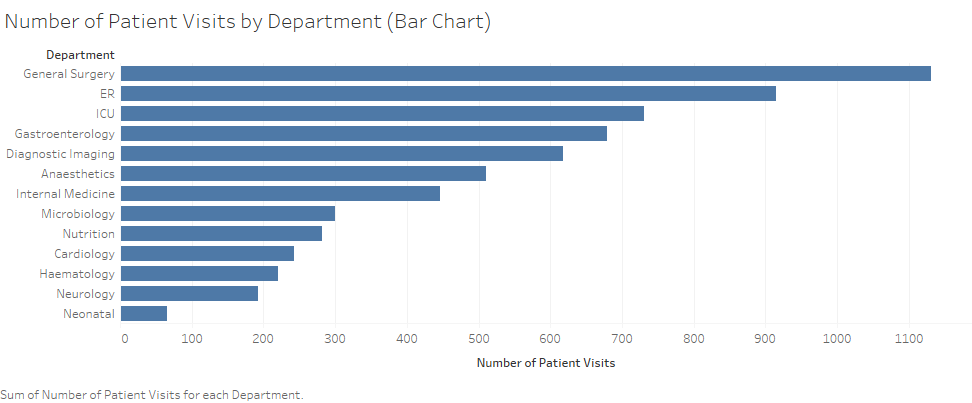 Number of Patient Visits by Department (Bar Chart)
Department
General Surgery
ER
ICU
Gastroenterology
Diagnostic Imaging
Anaesthetics
Internal Medicine
Microbiology
Nutrition
Cardiology
Haematology
Neurology
Neonatal
0 100 200 300 400 500 600 700 800 900 1000 1100
Number of Patient Visits
Sum of Number of Patient Visits for each Department.